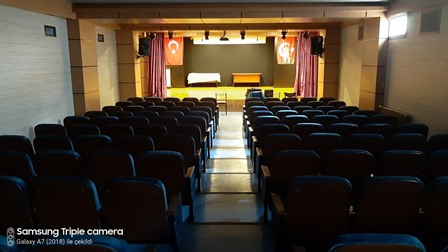 Samsung Triple camera
Galaxy A7 (2018) ile çekildi